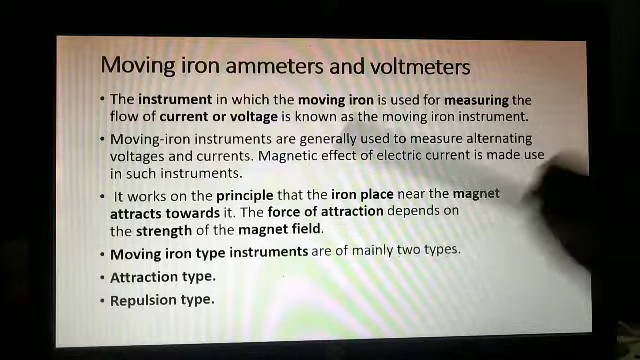 Moving iron ammeters and voltmeters
• The instrument in which the moving iron is used for measuring the
flow of current or voltage is known as the moving iron instrument.
• Moving-iron instruments are generally used to measure alternating
voltages and currents. Magnetic effect of electric current is made use
in such instruments.
• It works on the principle that the iron place near the magnet
attracts towards it. The force of attraction depends on
the strength of the magnet field.
• Moving iron type instruments are of mainly two types.
• Attraction type.
• Repulsion type.